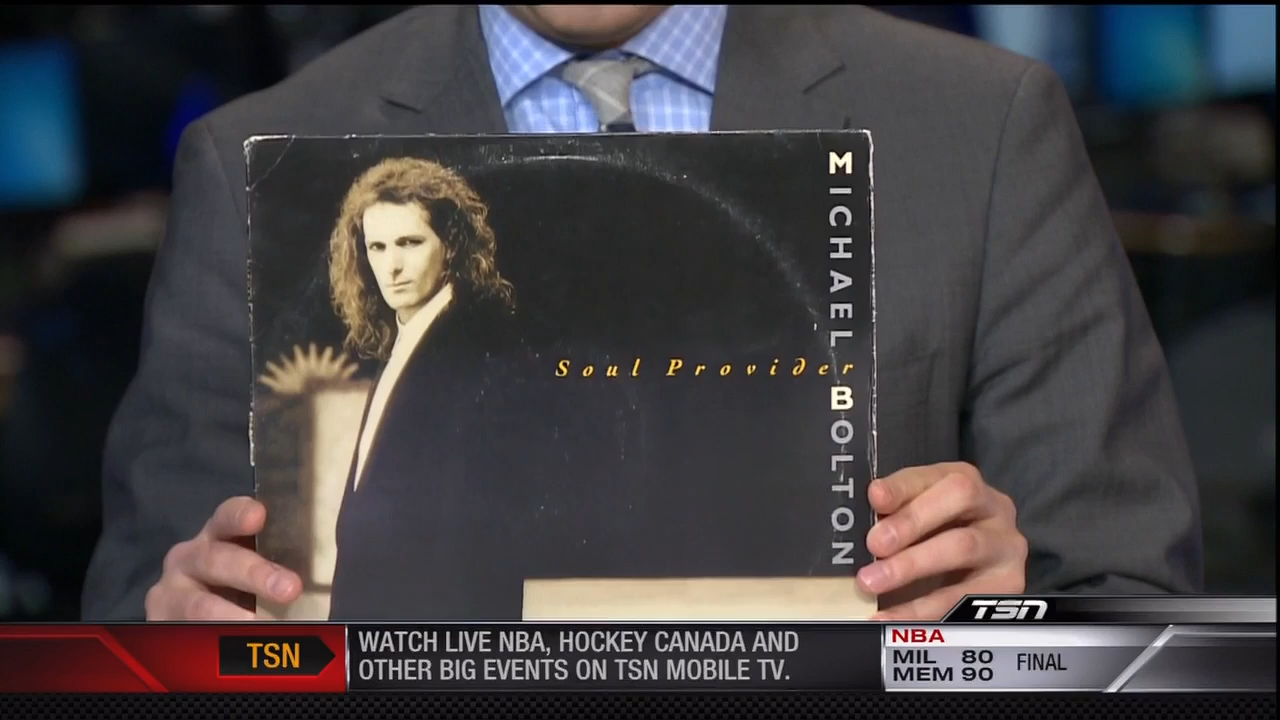 MICHAEL BOLTON
Soul Provider
TSN
TSN
WATCH LIVE NBA, HOCKEY CANADA AND
OTHER BIG EVENTS ON TSN MOBILE TV.
NBA
MIL 80
MEM 90
FINAL